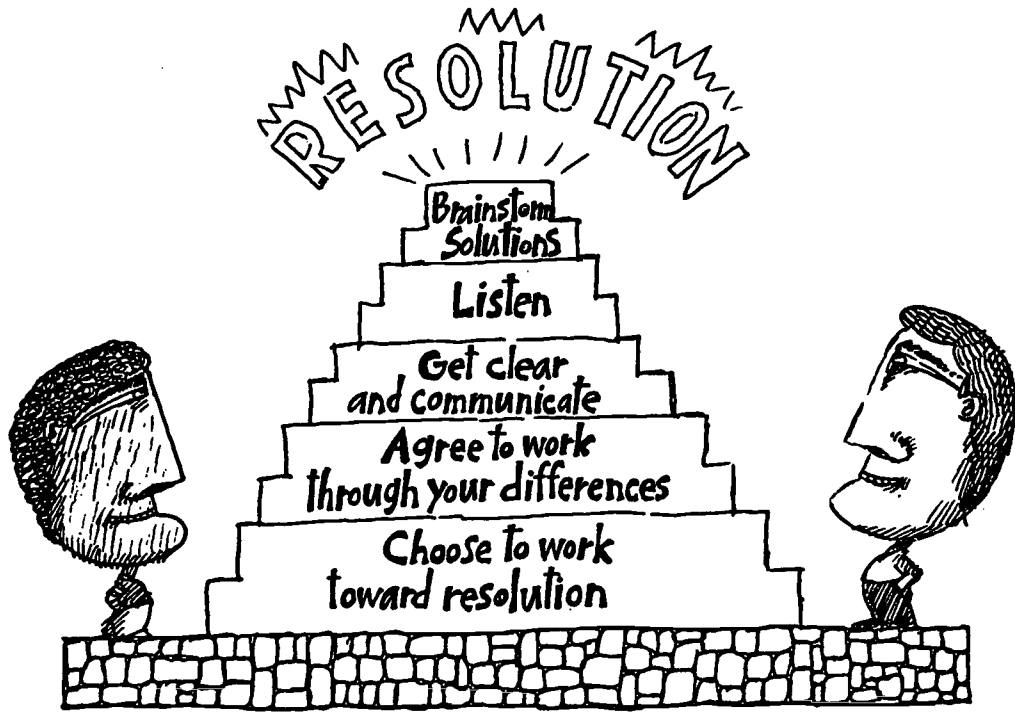 RESOLUTION
Brainstorm
Solutions
Listen
Get clear
and communicate
Agree to work
through your differences
Choose to work
toward resolution